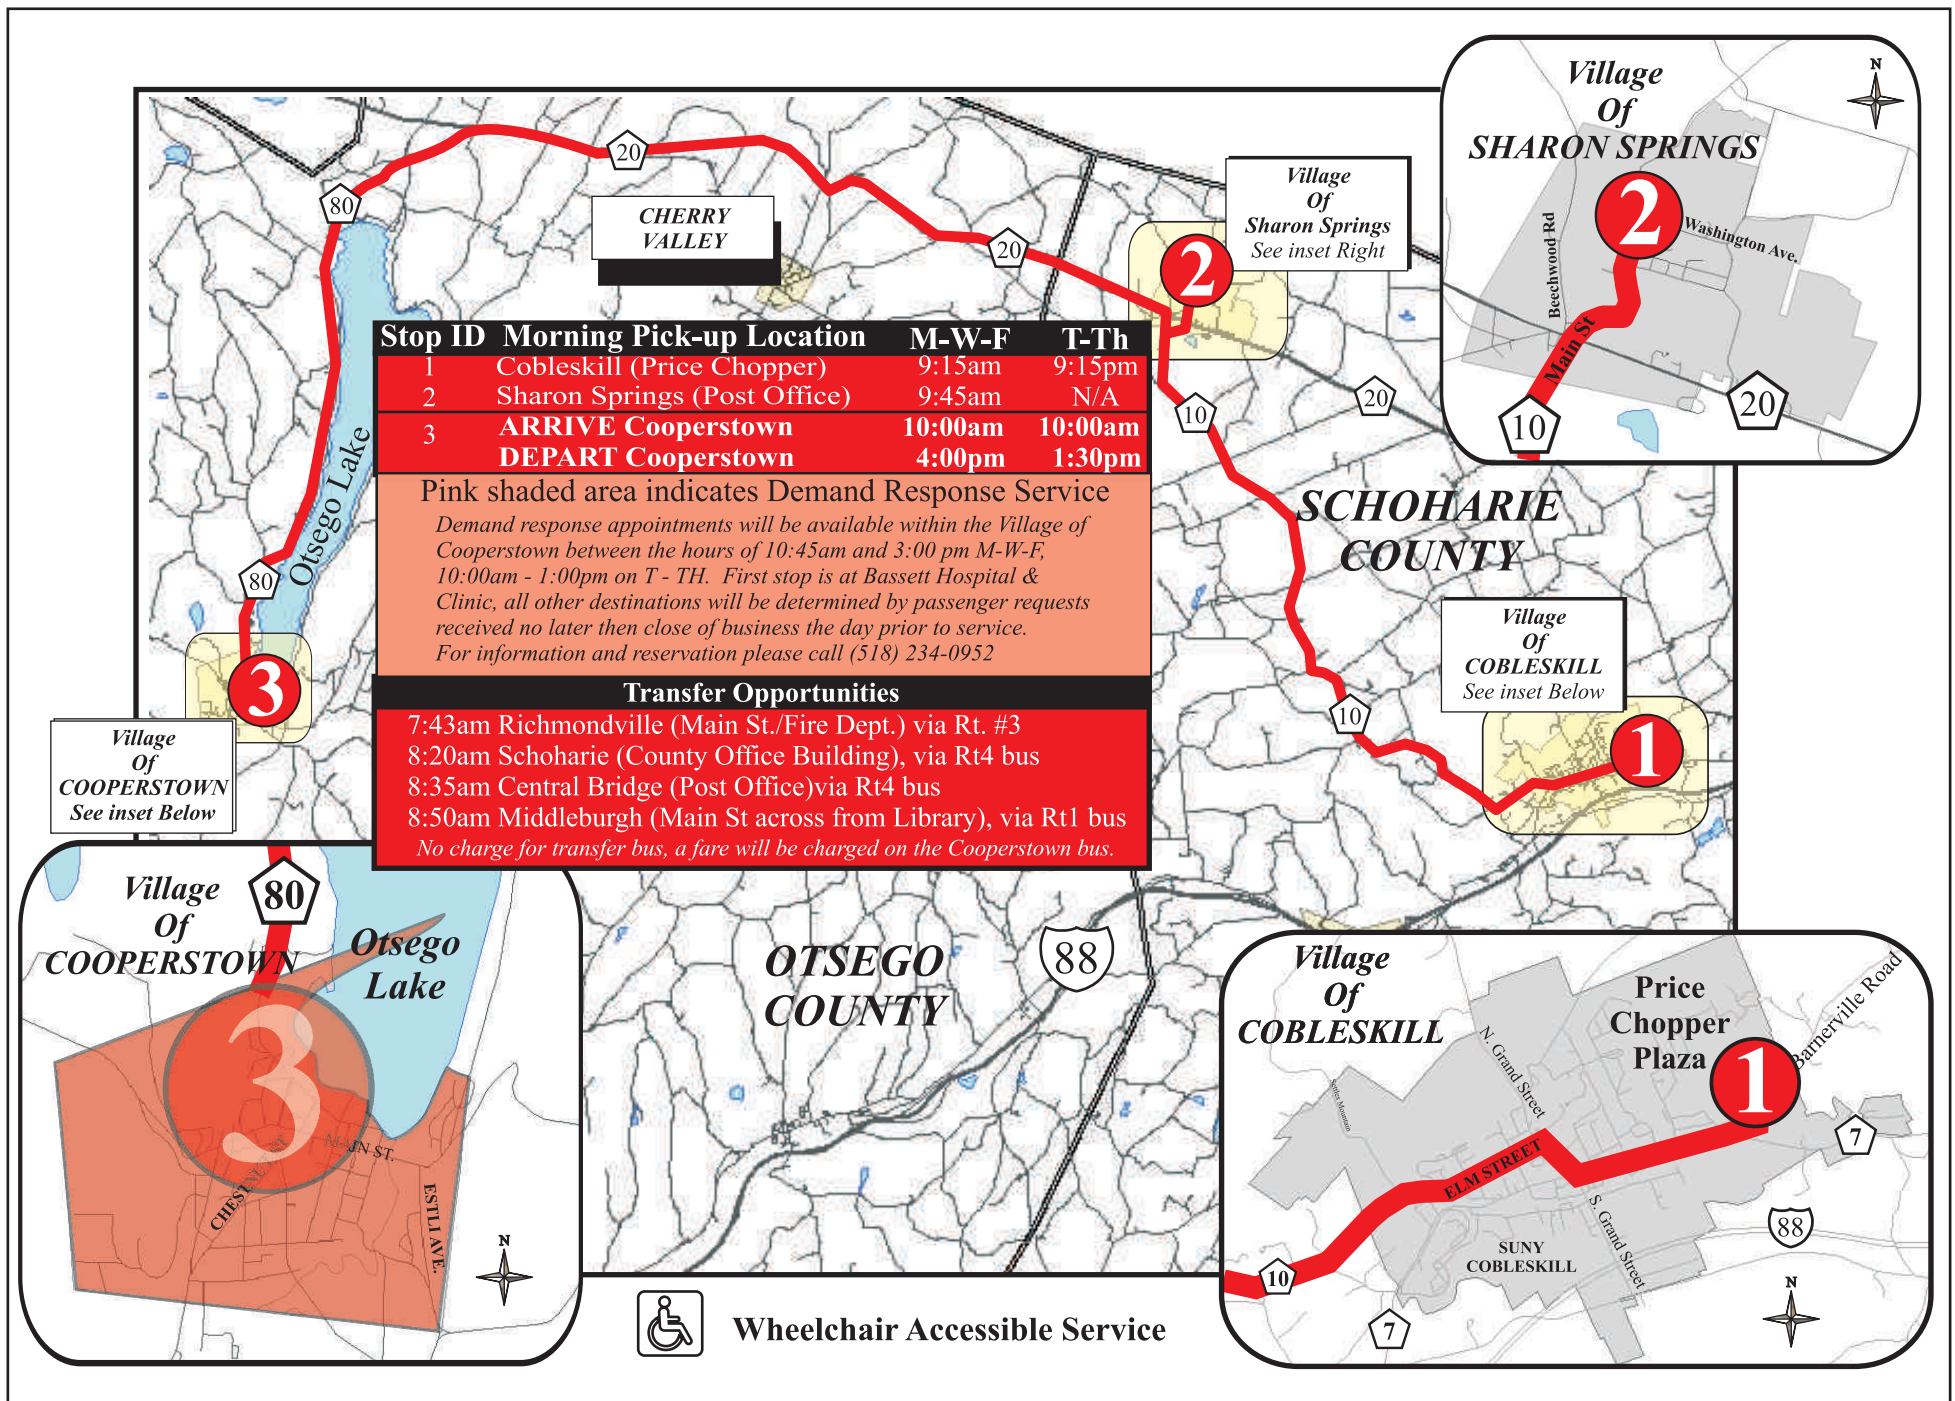 Village
Of
SHARON SPRINGS
N
2
Beechwood Rd
Washington Ave.
Main St
10
20
20
80
CHERRY
VALLEY
20
Village
Of
Sharon Springs
See inset Right
2
20
10
Stop ID Morning Pick-up Location M-W-F T-Th
1 Cobleskill (Price Chopper) 9:15am 9:15pm
2 Sharon Springs (Post Office) 9:45am N/A
3 ARRIVE Cooperstown 10:00am 10:00am
DEPART Cooperstown 4:00pm 1:30pm
Pink shaded area indicates Demand Response Service
Demand response appointments will be available within the Village of
Cooperstown between the hours of 10:45am and 3:00 pm M-W-F,
10:00am - 1:00pm on T - TH. First stop is at Bassett Hospital &
Clinic, all other destinations will be determined by passenger requests
received no later then close of business the day prior to service.
For information and reservation please call (518) 234-0952
Transfer Opportunities
7:43am Richmondville (Main St./Fire Dept.) via Rt. #3
8:20am Schoharie (County Office Building), via Rt4 bus
8:35am Central Bridge (Post Office)via Rt4 bus
8:50am Middleburgh (Main St across from Library), via Rt1 bus
No charge for transfer bus, a fare will be charged on the Cooperstown bus.
Otsego Lake
80
3
Village
Of
COOPERSTOWN
See inset Below
SCHOHARIE
COUNTY
Village
Of
COBLESKILL
See inset Below
10
1
Village
Of
COOPERSTOWN
80
Otsego
Lake
3
MAIN ST.
CHESTNUT
ESTLI AVE.
N
OTSEGO
COUNTY
88
Village
Of
COBLESKILL
Price
Chopper
Plaza
Barnerville Road
1
N. Grand Street
Settles Mountain
7
ELM STREET
S. Grand Street
88
SUNY
COBLESKILL
10
7
N
Wheelchair Accessible Service